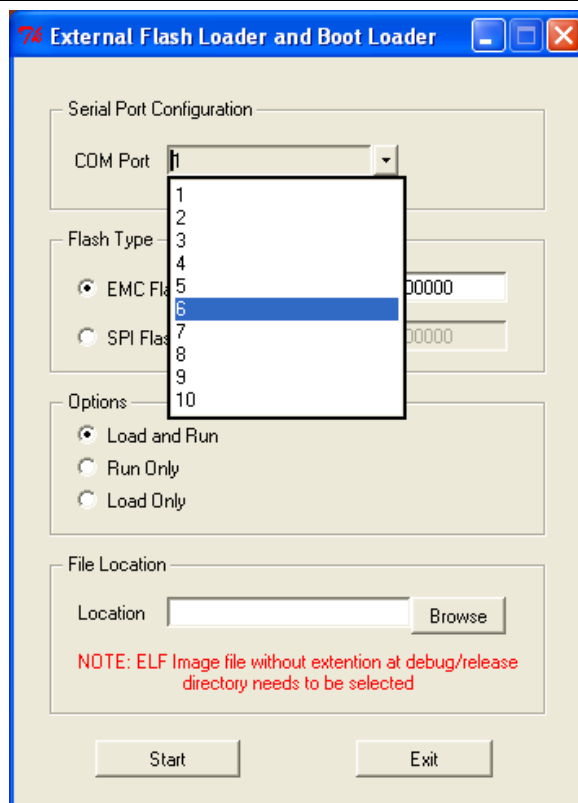 External Flash Loader and Boot Loader
Serial Port Configuration
COM Port 1
1
2
3
4
5
6
7
8
9
10
Flash Type
EMC Fla 00000
SPI Flas 00000
Options
Load and Run
Run Only
Load Only
File Location
Location Browse
NOTE: ELF Image file without extention at debug/release
directory needs to be selected
Start Exit